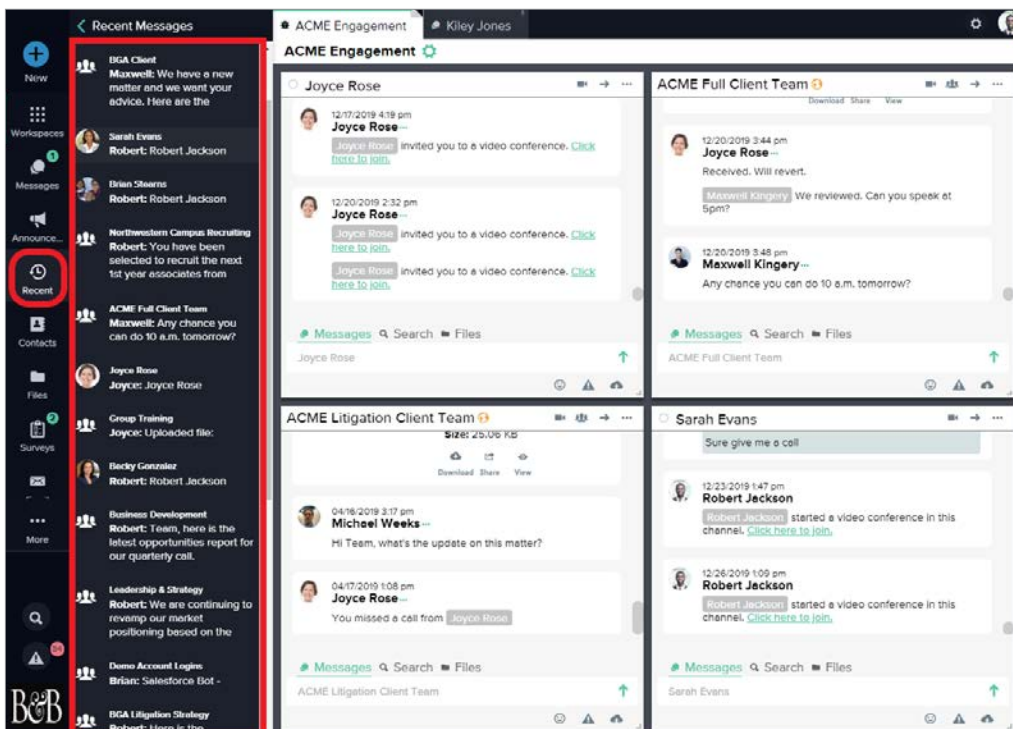 Recent Messages
New
Workspaces
1
Messages
Announce...
Recent
Contacts
Files
2
Surveys
More
B&B
BGA Client
Maxwell: We have a new
matter and we want your
advice. Here are the
Sarah Evans
Robert: Robert Jackson
Brian Stearns
Robert: Robert Jackson
Northwestern Campus Recruiting
Robert: You have been
selected to recruit the next
1st year associates from
ACME Full Client Team
Maxwell: Any chance you
can do 10 a.m. tomorrow?
Joyce Rose
Joyce: Joyce Rose
Group Training
Joyce: Uploaded file:
Becky Gonzalez
Robert: Robert Jackson
Business Development
Robert: Team, here is the
latest opportunities report for
our quarterly call.
Leadership & Strategy
Robert: We are continuing to
revamp our market
positioning based on the
Demo Account Logins
Brian: Salesforce Bot -
BGA Litigation Strategy
Robert: Here is the
ACME Engagement
Kiley Jones
ACME Engagement
Joyce Rose
12/17/2019 4:19 pm
Joyce Rose
Joyce Rose invited you to a video conference. Click
here to join.
12/20/2019 2:32 pm
Joyce Rose
Joyce Rose invited you to a video conference. Click
here to join.
Joyce Rose invited you to a video conference. Click
here to join.
Messages Search Files
Joyce Rose
ACME Full Client Team
Download Share View
12/20/2019 3:44 pm
Joyce Rose
Received. Will revert.
Maxwell Kingery We reviewed. Can you speak at
5pm?
12/20/2019 3:48 pm
Maxwell Kingery
Any chance you can do 10 a.m. tomorrow?
Messages Search Files
ACME Full Client Team
ACME Litigation Client Team
Size: 25.06 KB
Download Share View
04/16/2019 3:17 pm
Michael Weeks
Hi Team, what's the update on this matter?
04/17/2019 1:08 pm
Joyce Rose
You missed a call from Joyce Rose
Messages Search Files
ACME Litigation Client Team
Sarah Evans
Sure give me a call
12/23/2019 1:47 pm
Robert Jackson
Robert Jackson started a video conference in this
channel. Click here to join.
12/26/2019 1:09 pm
Robert Jackson
Robert Jackson started a video conference in this
channel. Click here to join.
Messages Search Files
Sarah Evans